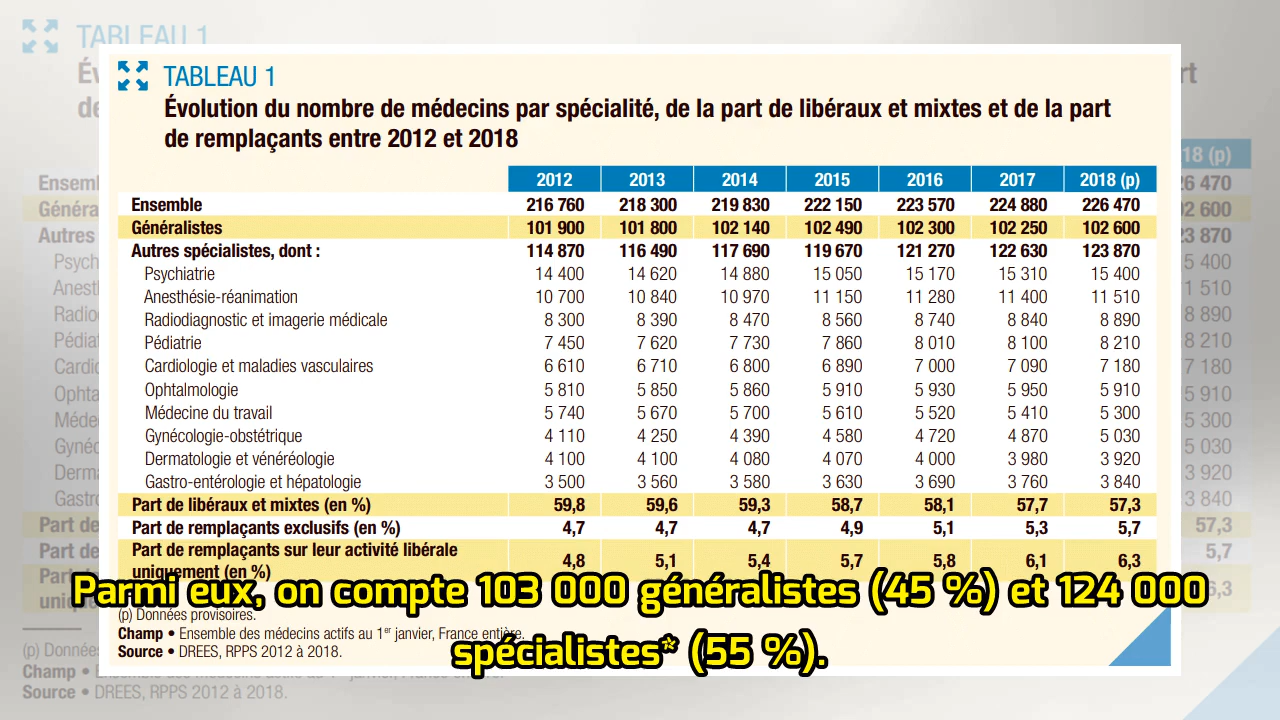 TABLEAU 1
Évolution du nombre de médecins par spécialité, de la part de libéraux et mixtes et de la part
de remplaçants entre 2012 et 2018
2012 2013 2014 2015 2016 2017 2018 (p)
Ensemble 216 760 218 300 219 830 222 150 223 570 224 880 226 470
Généralistes 101 900 101 800 102 140 102 490 102 300 102 250 102 600
Autres spécialistes, dont : 114 870 116 490 117 690 119 670 121 270 122 630 123 870
Psychiatrie 14 400 14 620 14 880 15 050 15 170 15 310 15 400
Anesthésie-réanimation 10 700 10 840 10 970 11 150 11 280 11 400 11 510
Radiodiagnostic et imagerie médicale 8 300 8 390 8 470 8 560 8 740 8 840 8 890
Pédiatrie 7 450 7 620 7 730 7 860 8 010 8 100 8 210
Cardiologie et maladies vasculaires 6 610 6 710 6 800 6 890 7 000 7 090 7 180
Ophtalmologie 5 810 5 850 5 860 5 910 5 930 5 950 5 910
Médecine du travail 5 740 5 670 5 700 5 610 5 520 5 410 5 300
Gynécologie-obstétrique 4 110 4 250 4 390 4 580 4 720 4 870 5 030
Dermatologie et vénéréologie 4 100 4 100 4 080 4 070 4 000 3 980 3 920
Gastro-entérologie et hépatologie 3 500 3 560 3 580 3 630 3 690 3 760 3 840
Part de libéraux et mixtes (en %) 59,8 59,6 59,3 58,7 58,1 57,7 57,3
Part de remplaçants exclusifs (en %) 4,7 4,7 4,7 4,9 5,1 5,3 5,7
Part de remplaçants sur leur activité libérale
uniquement (en %) 4,8 5,1 5,4 5,7 5,8 6,1 6,3
Parmi eux, on compte 103 000 généralistes (45 %) et 124 000
spécialistes* (55 %).
(p) Données provisoires.
Champ • Ensemble des médecins actifs au 1er janvier, France entière.
Source • DREES, RPPS 2012 à 2018.